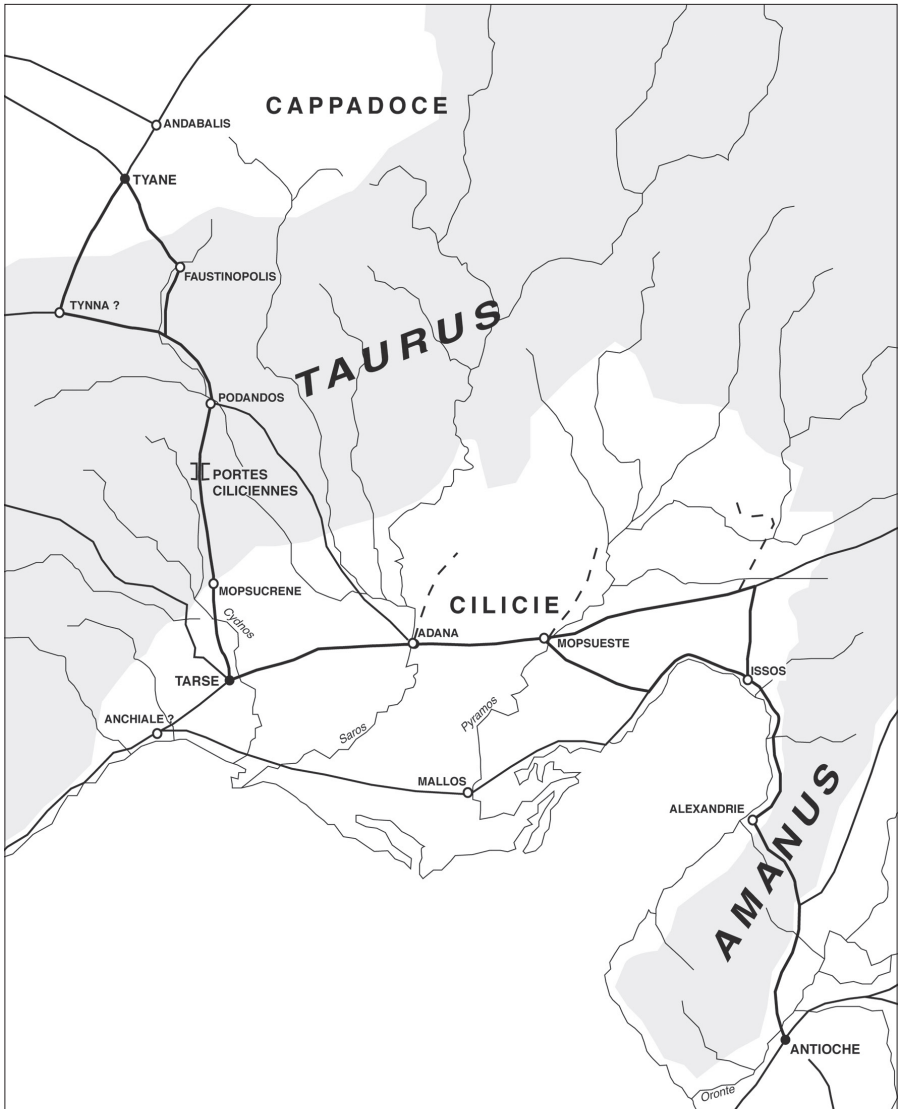 CAPPADOCE
ANDABALIS
TYANE
FAUSTINOPOLIS
TYNNA ?
TAURUS
PODANDOS
PORTES
CILICIENNES
MOPSUCRENE
Cydnos
CILICIE
ADANA
MOPSUESTE
TARSE
ISSOS
ANCHIALE ?
Saros
Pyramos
MALLOS
ALEXANDRIE
AMANUS
ANTIOCHE
Oronte